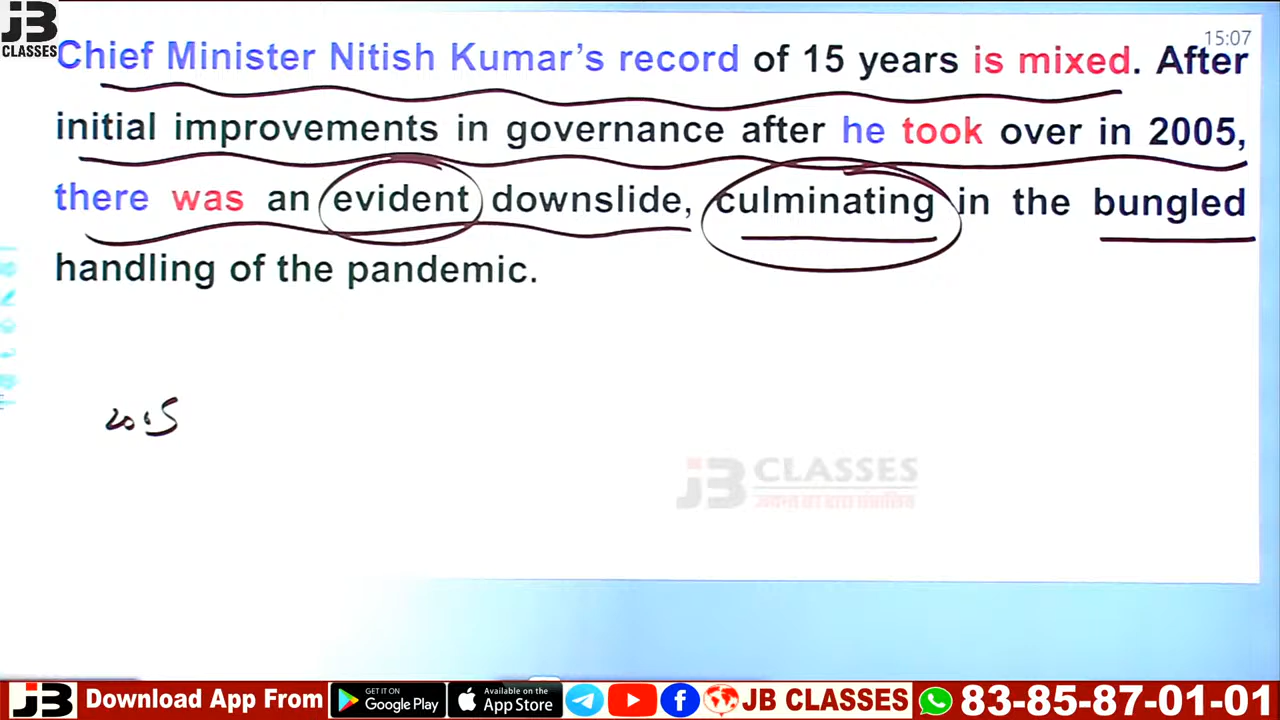 JB
CLASSES
15:07
Chief Minister Nitish Kumar’s record of 15 years is mixed. After
initial improvements in governance after he took over in 2005,
there was an evident downslide, culminating in the bungled
handling of the pandemic.
2015
JB CLASSES
JB Download App From GET IT ON Google Play Available on the App Store JB CLASSES 83-85-87-01-01